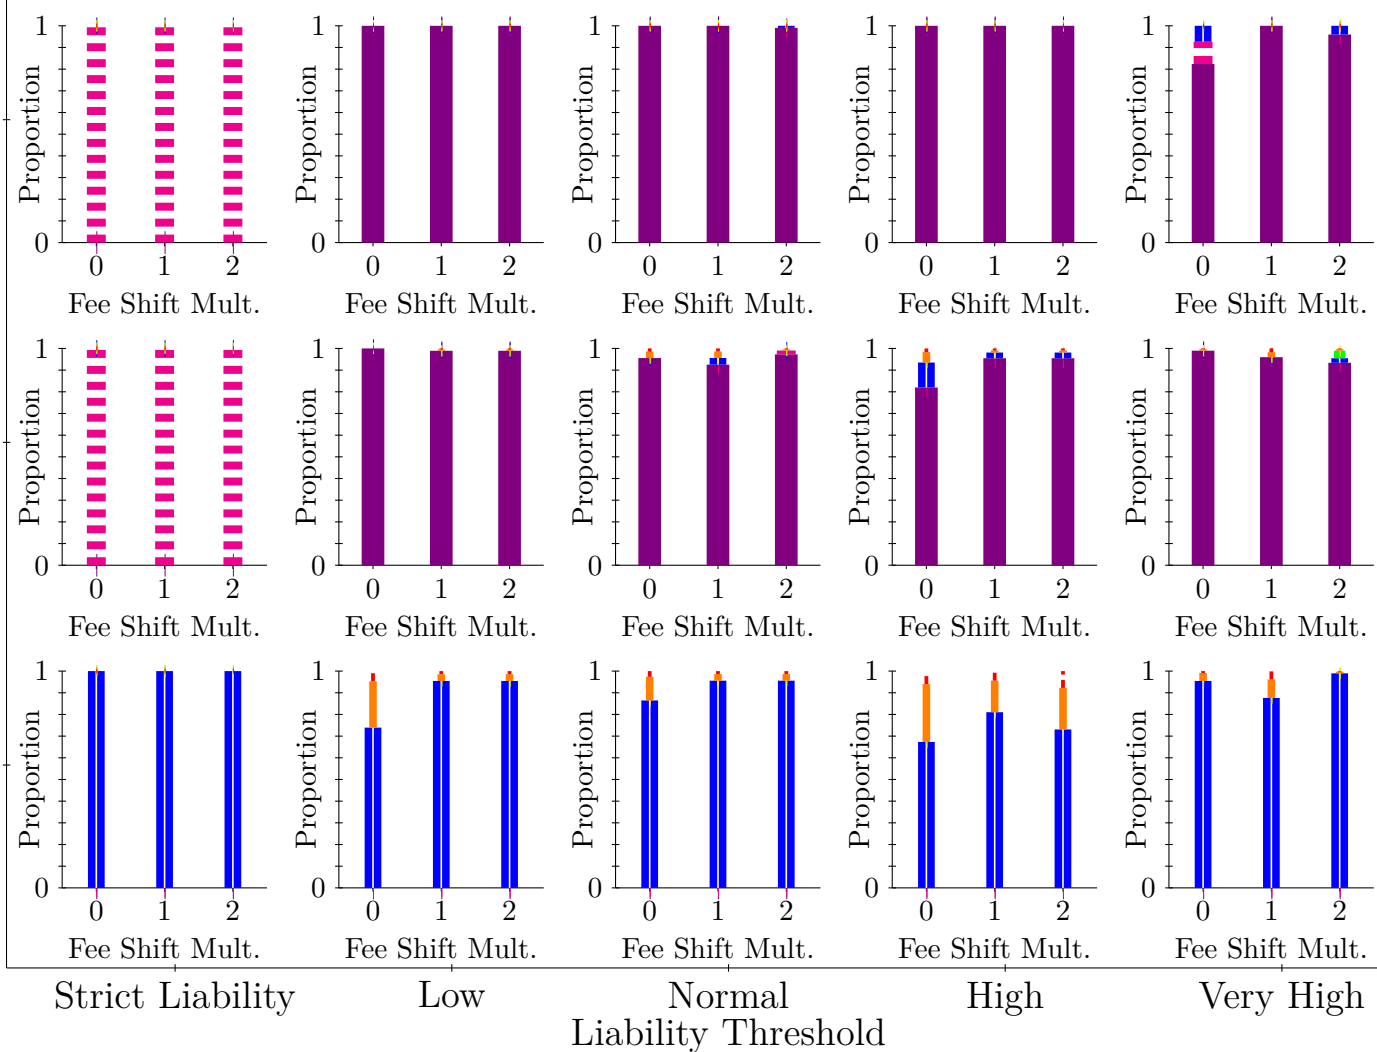 1 1 1 1 1
Proportion Proportion Proportion Proportion Proportion
0 0 0 0 0
0 1 2 0 1 2 0 1 2 0 1 2 0 1 2
Fee Shift Mult. Fee Shift Mult. Fee Shift Mult. Fee Shift Mult. Fee Shift Mult.
1 1 1 1 1
Proportion Proportion Proportion Proportion Proportion
0 0 0 0 0
0 1 2 0 1 2 0 1 2 0 1 2 0 1 2
Fee Shift Mult. Fee Shift Mult. Fee Shift Mult. Fee Shift Mult. Fee Shift Mult.
1 1 1 1 1
Proportion Proportion Proportion Proportion Proportion
0 0 0 0 0
0 1 2 0 1 2 0 1 2 0 1 2 0 1 2
Fee Shift Mult. Fee Shift Mult. Fee Shift Mult. Fee Shift Mult. Fee Shift Mult.
Strict Liability Low Normal High Very High
Liability Threshold